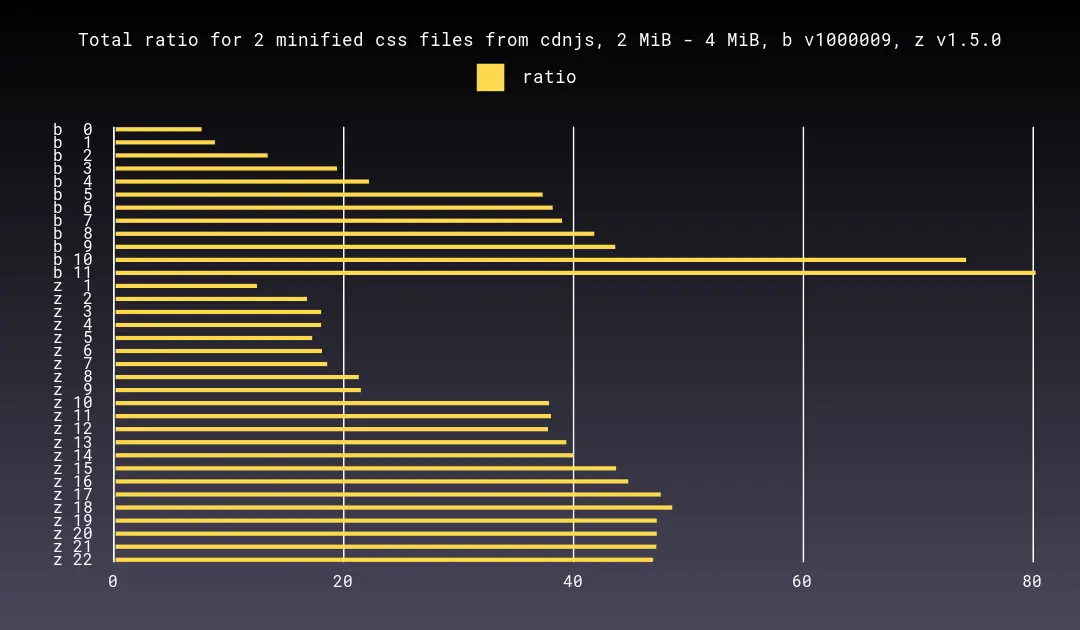 Total ratio for 2 minified css files from cdnjs, 2 MiB - 4 MiB, b v1000009, z v1.5.0
ratio
b 0
b 1
b 2
b 3
b 4
b 5
b 6
b 7
b 8
b 9
b 10
b 11
z 1
z 2
z 3
z 4
z 5
z 6
z 7
z 8
z 9
z 10
z 11
z 12
z 13
z 14
z 15
z 16
z 17
z 18
z 19
z 20
z 21
z 22
0 20 40 60 80